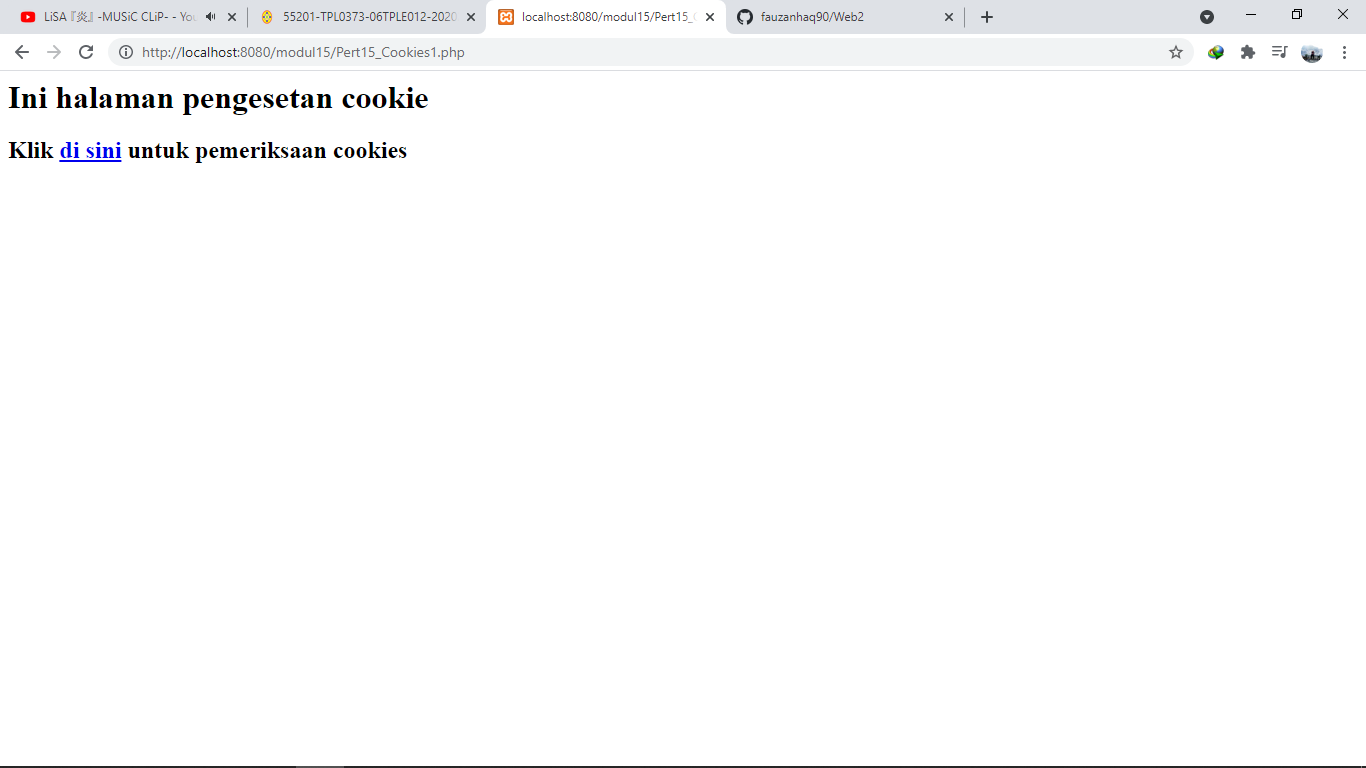 LiSA『炎』-MUSiC CLiP- - You
55201-TPL0373-06TPLE012-2020
localhost:8080/modul15/Pert15_
fauzanhaq90/Web2
http://localhost:8080/modul15/Pert15_Cookies1.php
Ini halaman pengesetan cookie
Klik di sini untuk pemeriksaan cookies